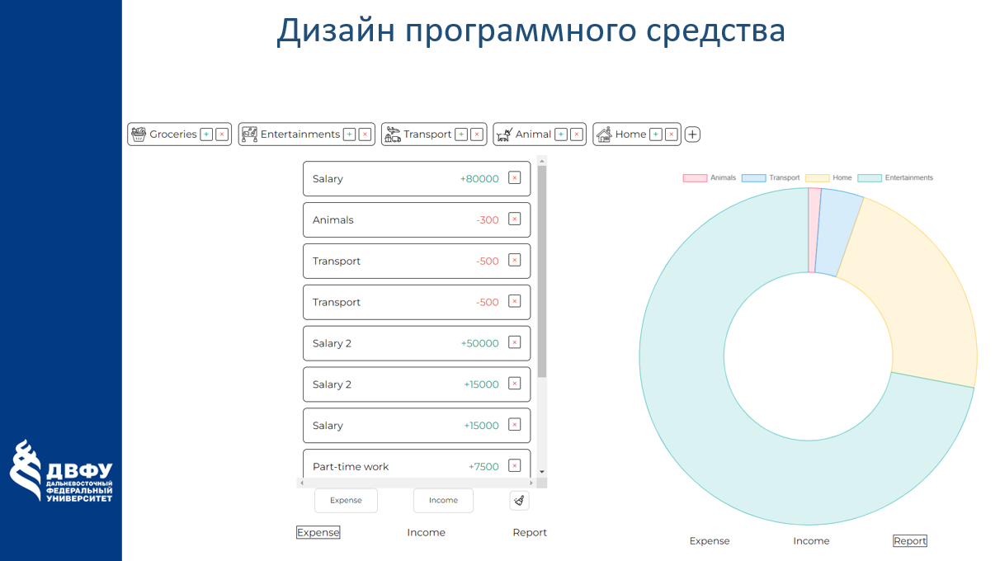 Дизайн программного средства
Groceries + × Entertainments + × Transport + × Animal + × Home + × +
Salary +80000 ×
Animals -300 ×
Transport -500 ×
Transport -500 ×
Salary 2 +50000 ×
Salary 2 +15000 ×
Salary +15000 ×
Part-time work +7500 ×
Expense Income
Expense Income Report
Animals Transport Home Entertainments
Expense Income Report
ДВФУ
ДАЛЬНЕВОСТОЧНЫЙ
ФЕДЕРАЛЬНЫЙ
УНИВЕРСИТЕТ